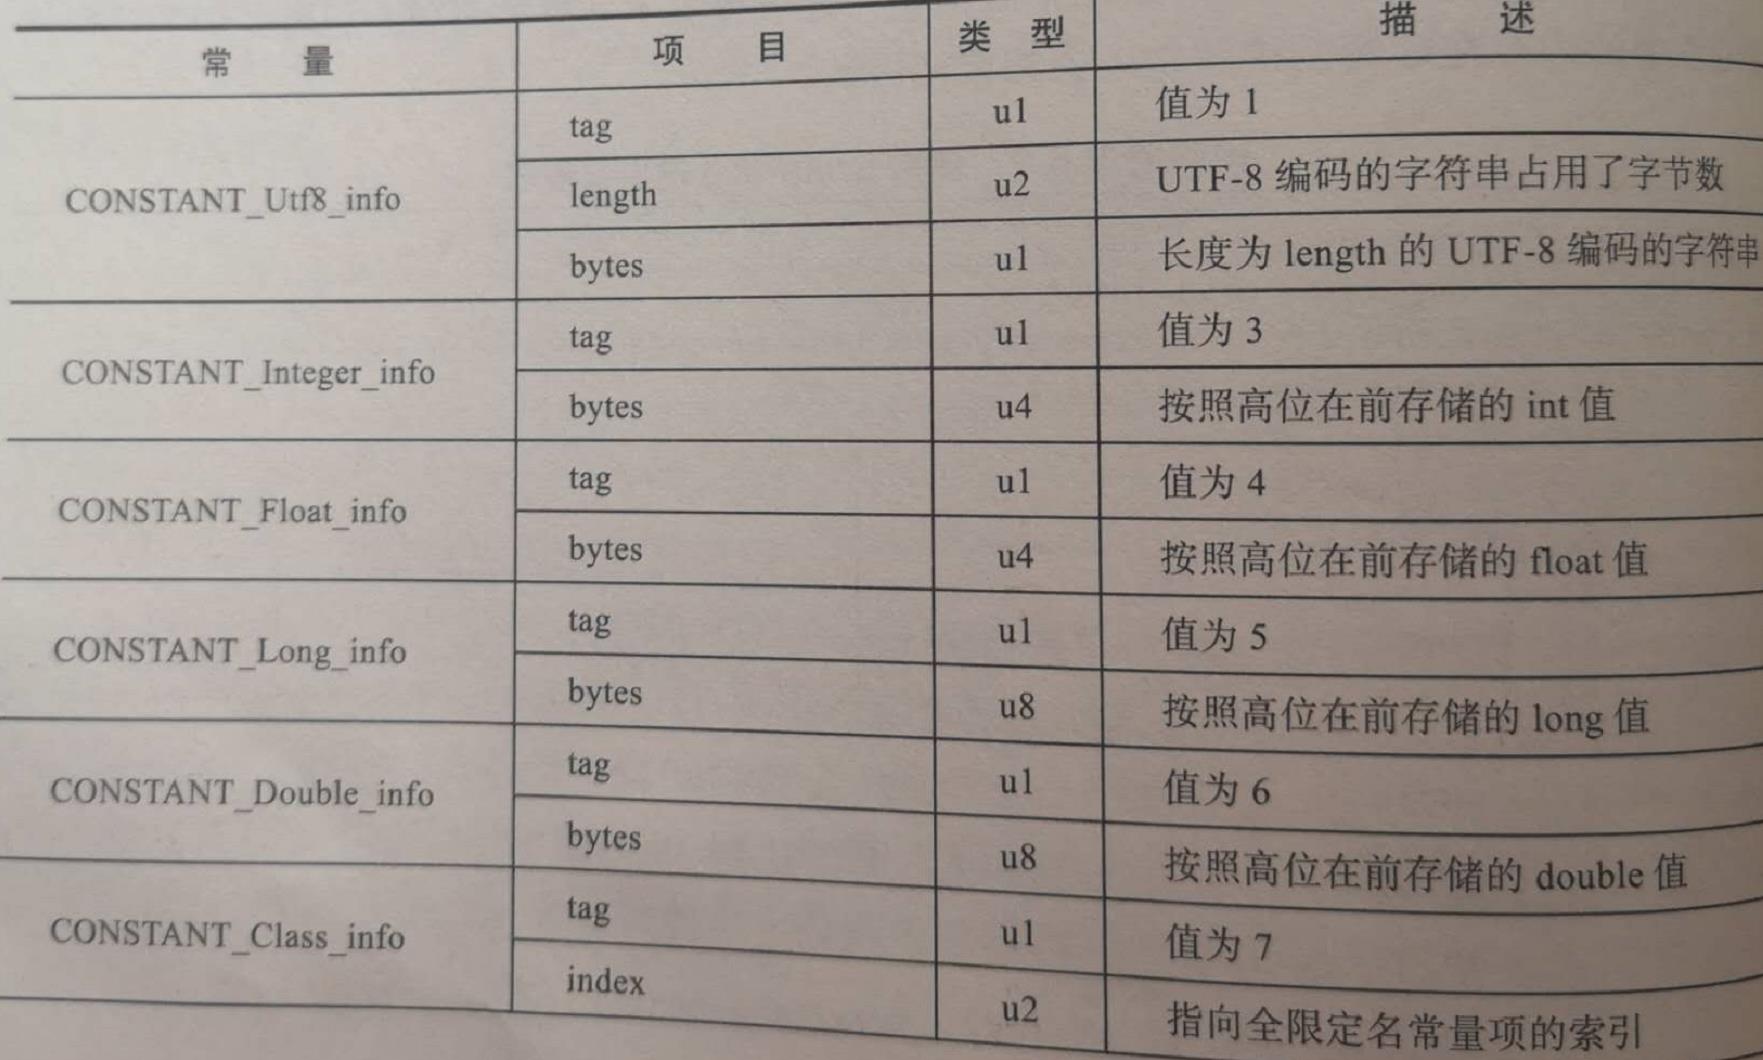 常 量 项 目 类 型 描 述
tag u1 值为 1
CONSTANT_Utf8_info length u2 UTF-8 编码的字符串占用了字节数
bytes u1 长度为 length 的 UTF-8 编码的字符串
CONSTANT_Integer_info tag u1 值为 3
bytes u4 按照高位在前存储的 int 值
CONSTANT_Float_info tag u1 值为 4
bytes u4 按照高位在前存储的 float 值
CONSTANT_Long_info tag u1 值为 5
bytes u8 按照高位在前存储的 long 值
CONSTANT_Double_info tag u1 值为 6
bytes u8 按照高位在前存储的 double 值
CONSTANT_Class_info tag u1 值为 7
index u2 指向全限定名常量项的索引